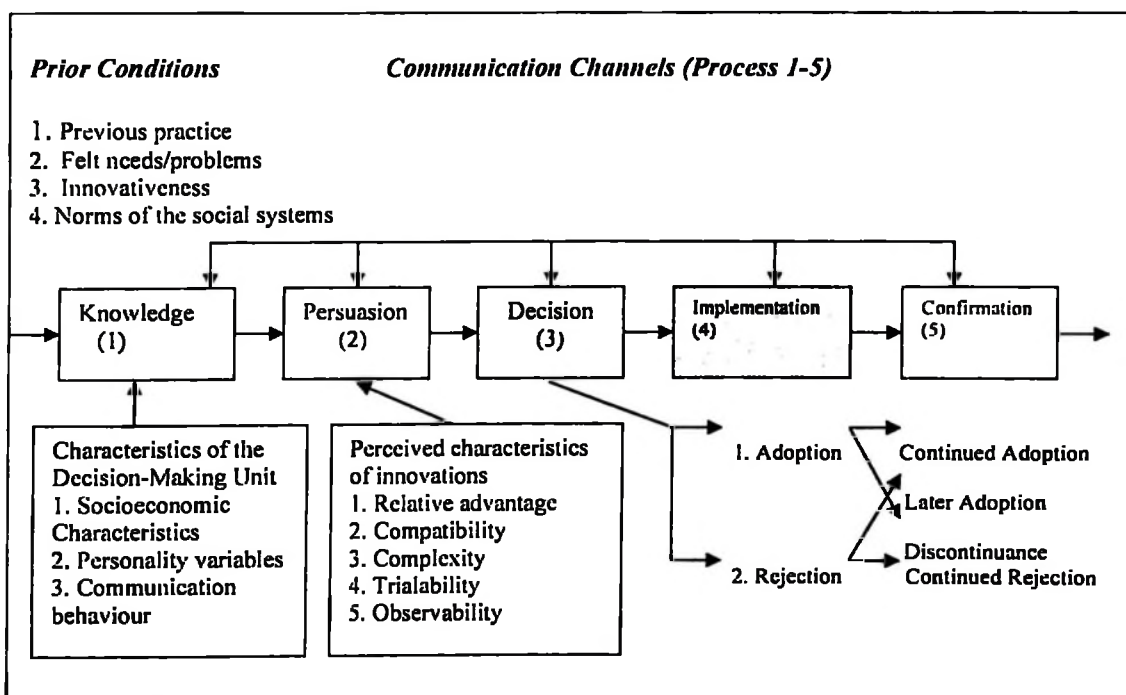 Prior Conditions
Communication Channels (Process 1-5)
1. Previous practice
2. Felt needs/problems
3. Innovativeness
4. Norms of the social systems
Knowledge
(1)
Persuasion
(2)
Decision
(3)
Implementation
(4)
Confirmation
(5)
Characteristics of the
Decision-Making Unit
1. Socioeconomic
Characteristics
2. Personality variables
3. Communication
behaviour
Perceived characteristics
of innovations
1. Relative advantage
2. Compatibility
3. Complexity
4. Trialability
5. Observability
1. Adoption
2. Rejection
Continued Adoption
Later Adoption
Discontinuance
Continued Rejection